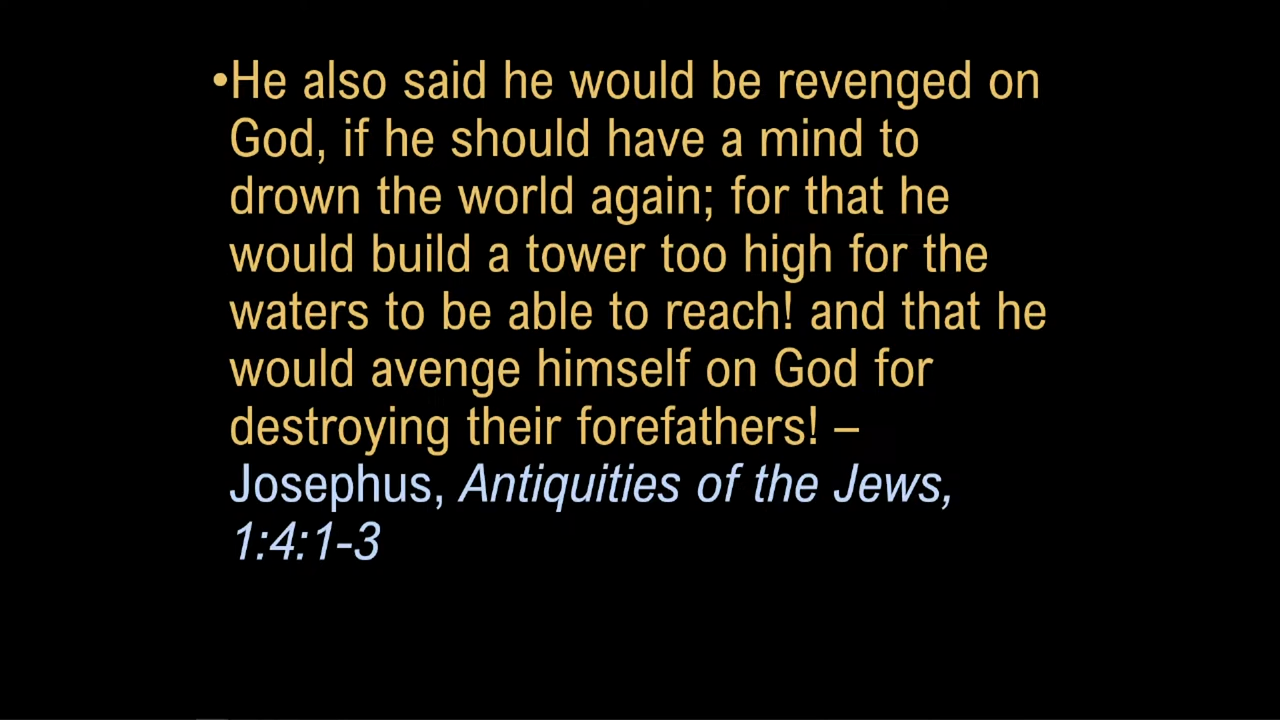 •He also said he would be revenged on
God, if he should have a mind to
drown the world again; for that he
would build a tower too high for the
waters to be able to reach! and that he
would avenge himself on God for
destroying their forefathers! –
Josephus, Antiquities of the Jews,
1:4:1-3